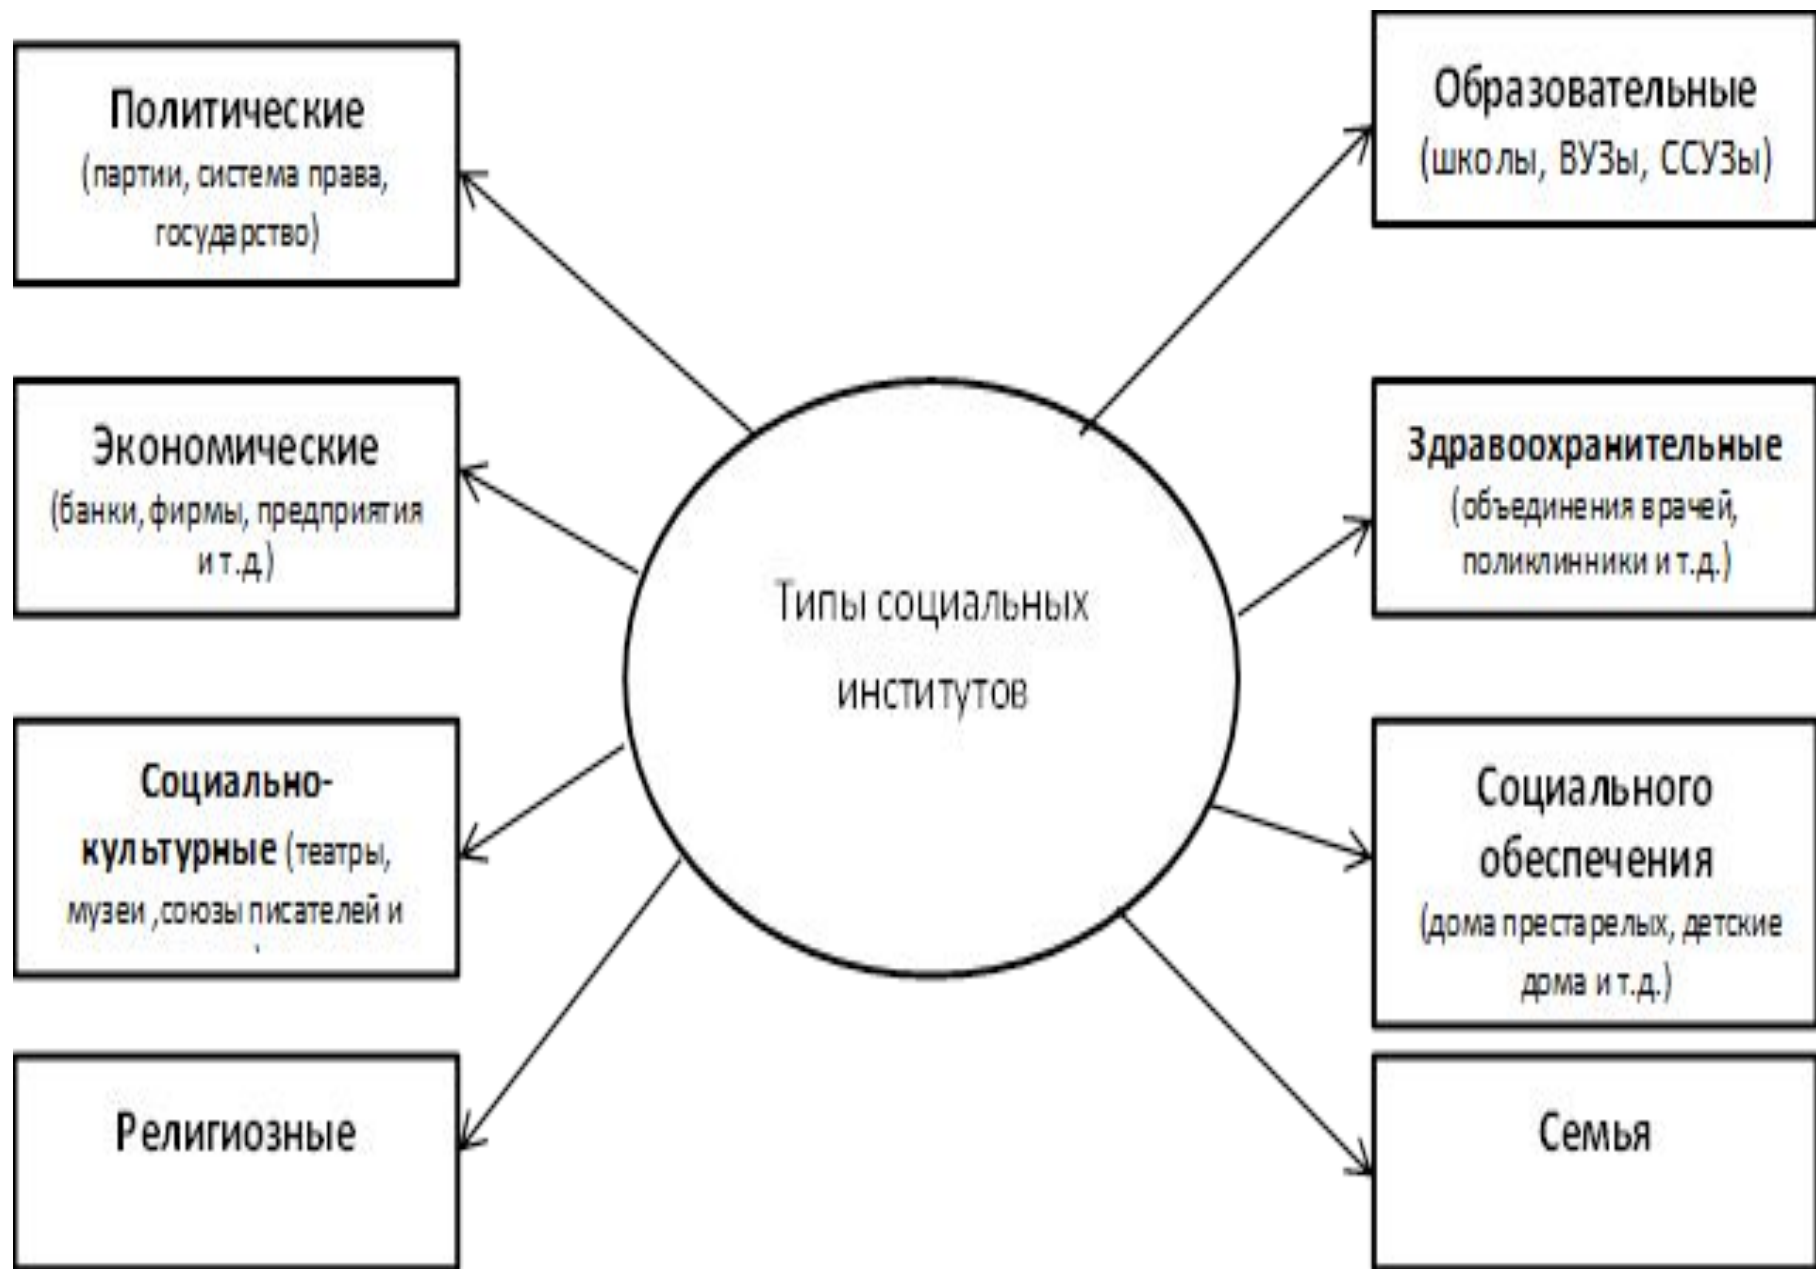 Политические
(партии, система права,
государство)
Экономические
(банки, фирмы, предприятия
и т.д.)
Социально-
культурные (театры,
музеи ,союзы писателей и
Религиозные
Типы социальных
институтов
Образовательные
(школы, ВУЗы, ССУЗы)
Здравоохранительные
(объединения врачей,
поликлинники и т.д.)
Социального
обеспечения
(дома престарелых, детские
дома и т.д.)
Семья